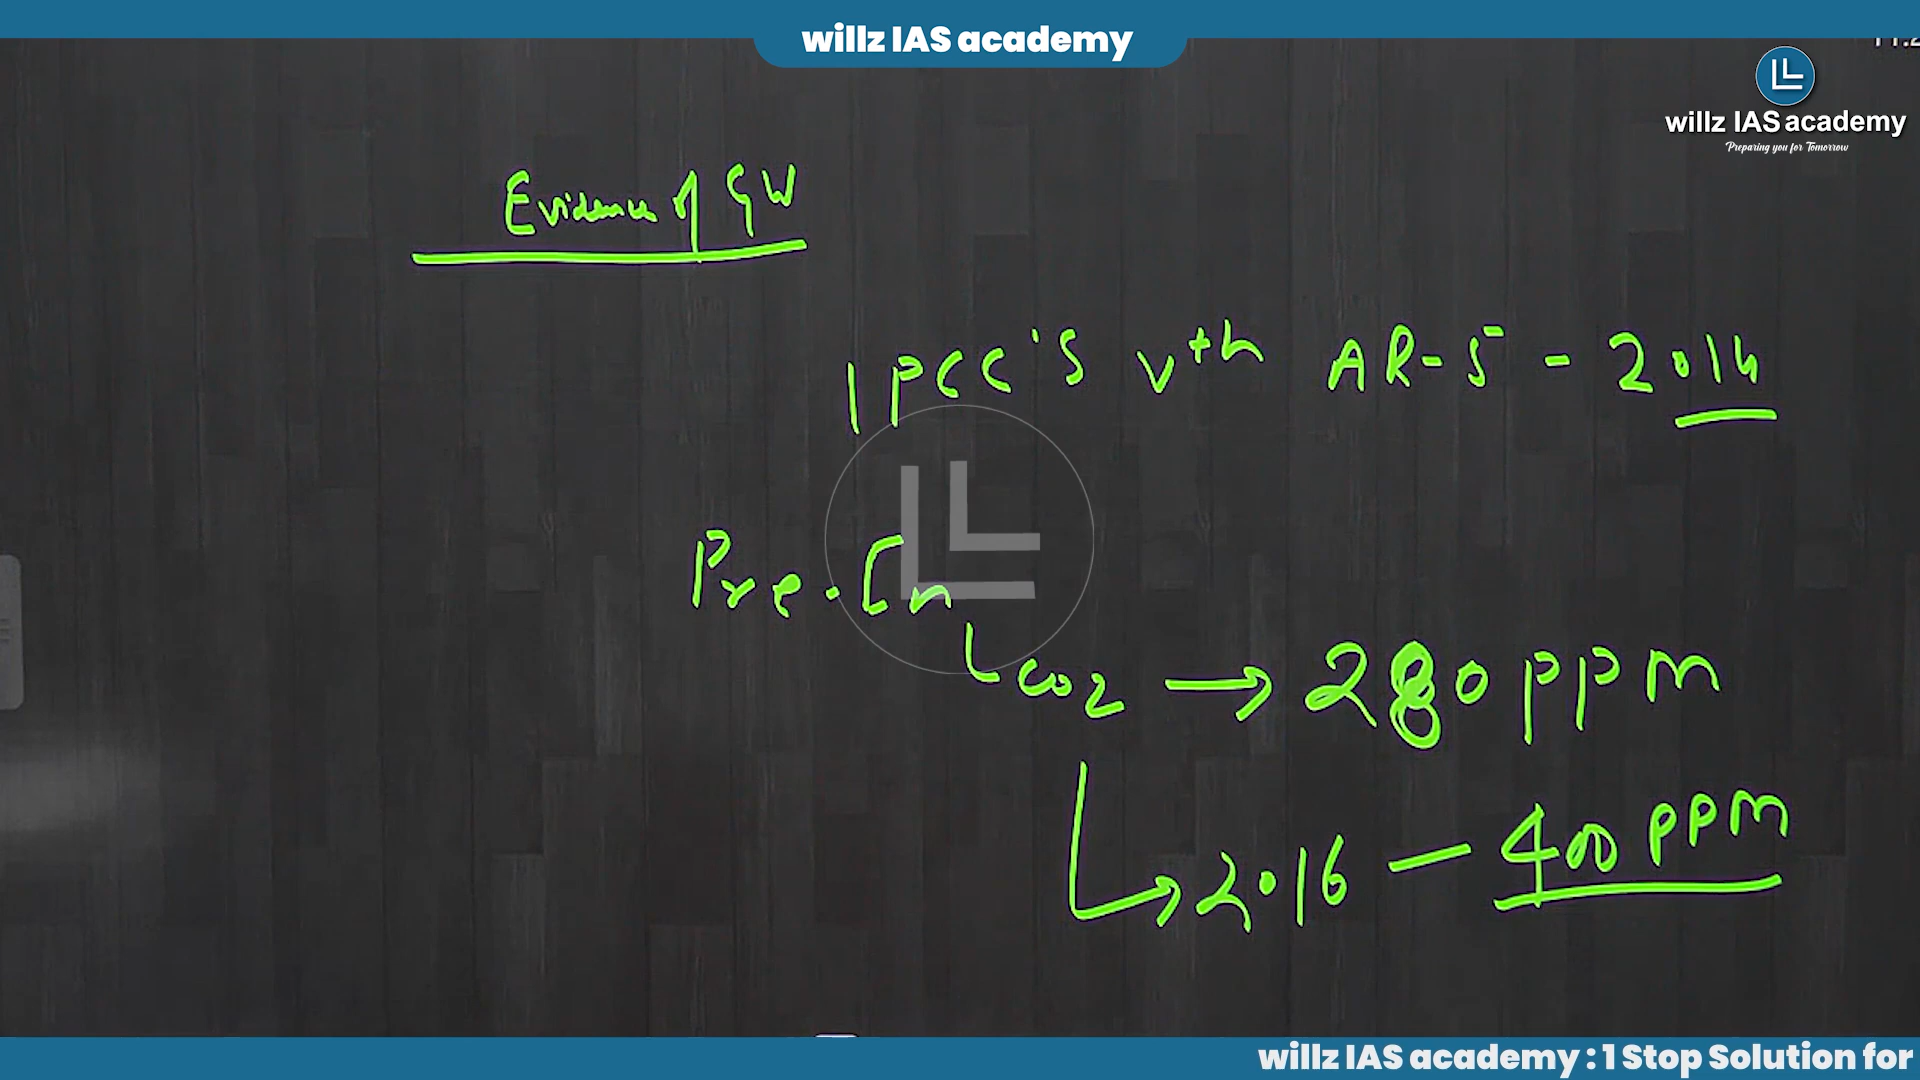 willz IAS academy
willz IAS academy
Preparing you for Tomorrow
Evidence of GW
IPCC's Vth AR-5 - 2014
Pre-In
CO2 → 280 ppm
2016 — 400 ppm
willz IAS academy : 1 Stop Solution for